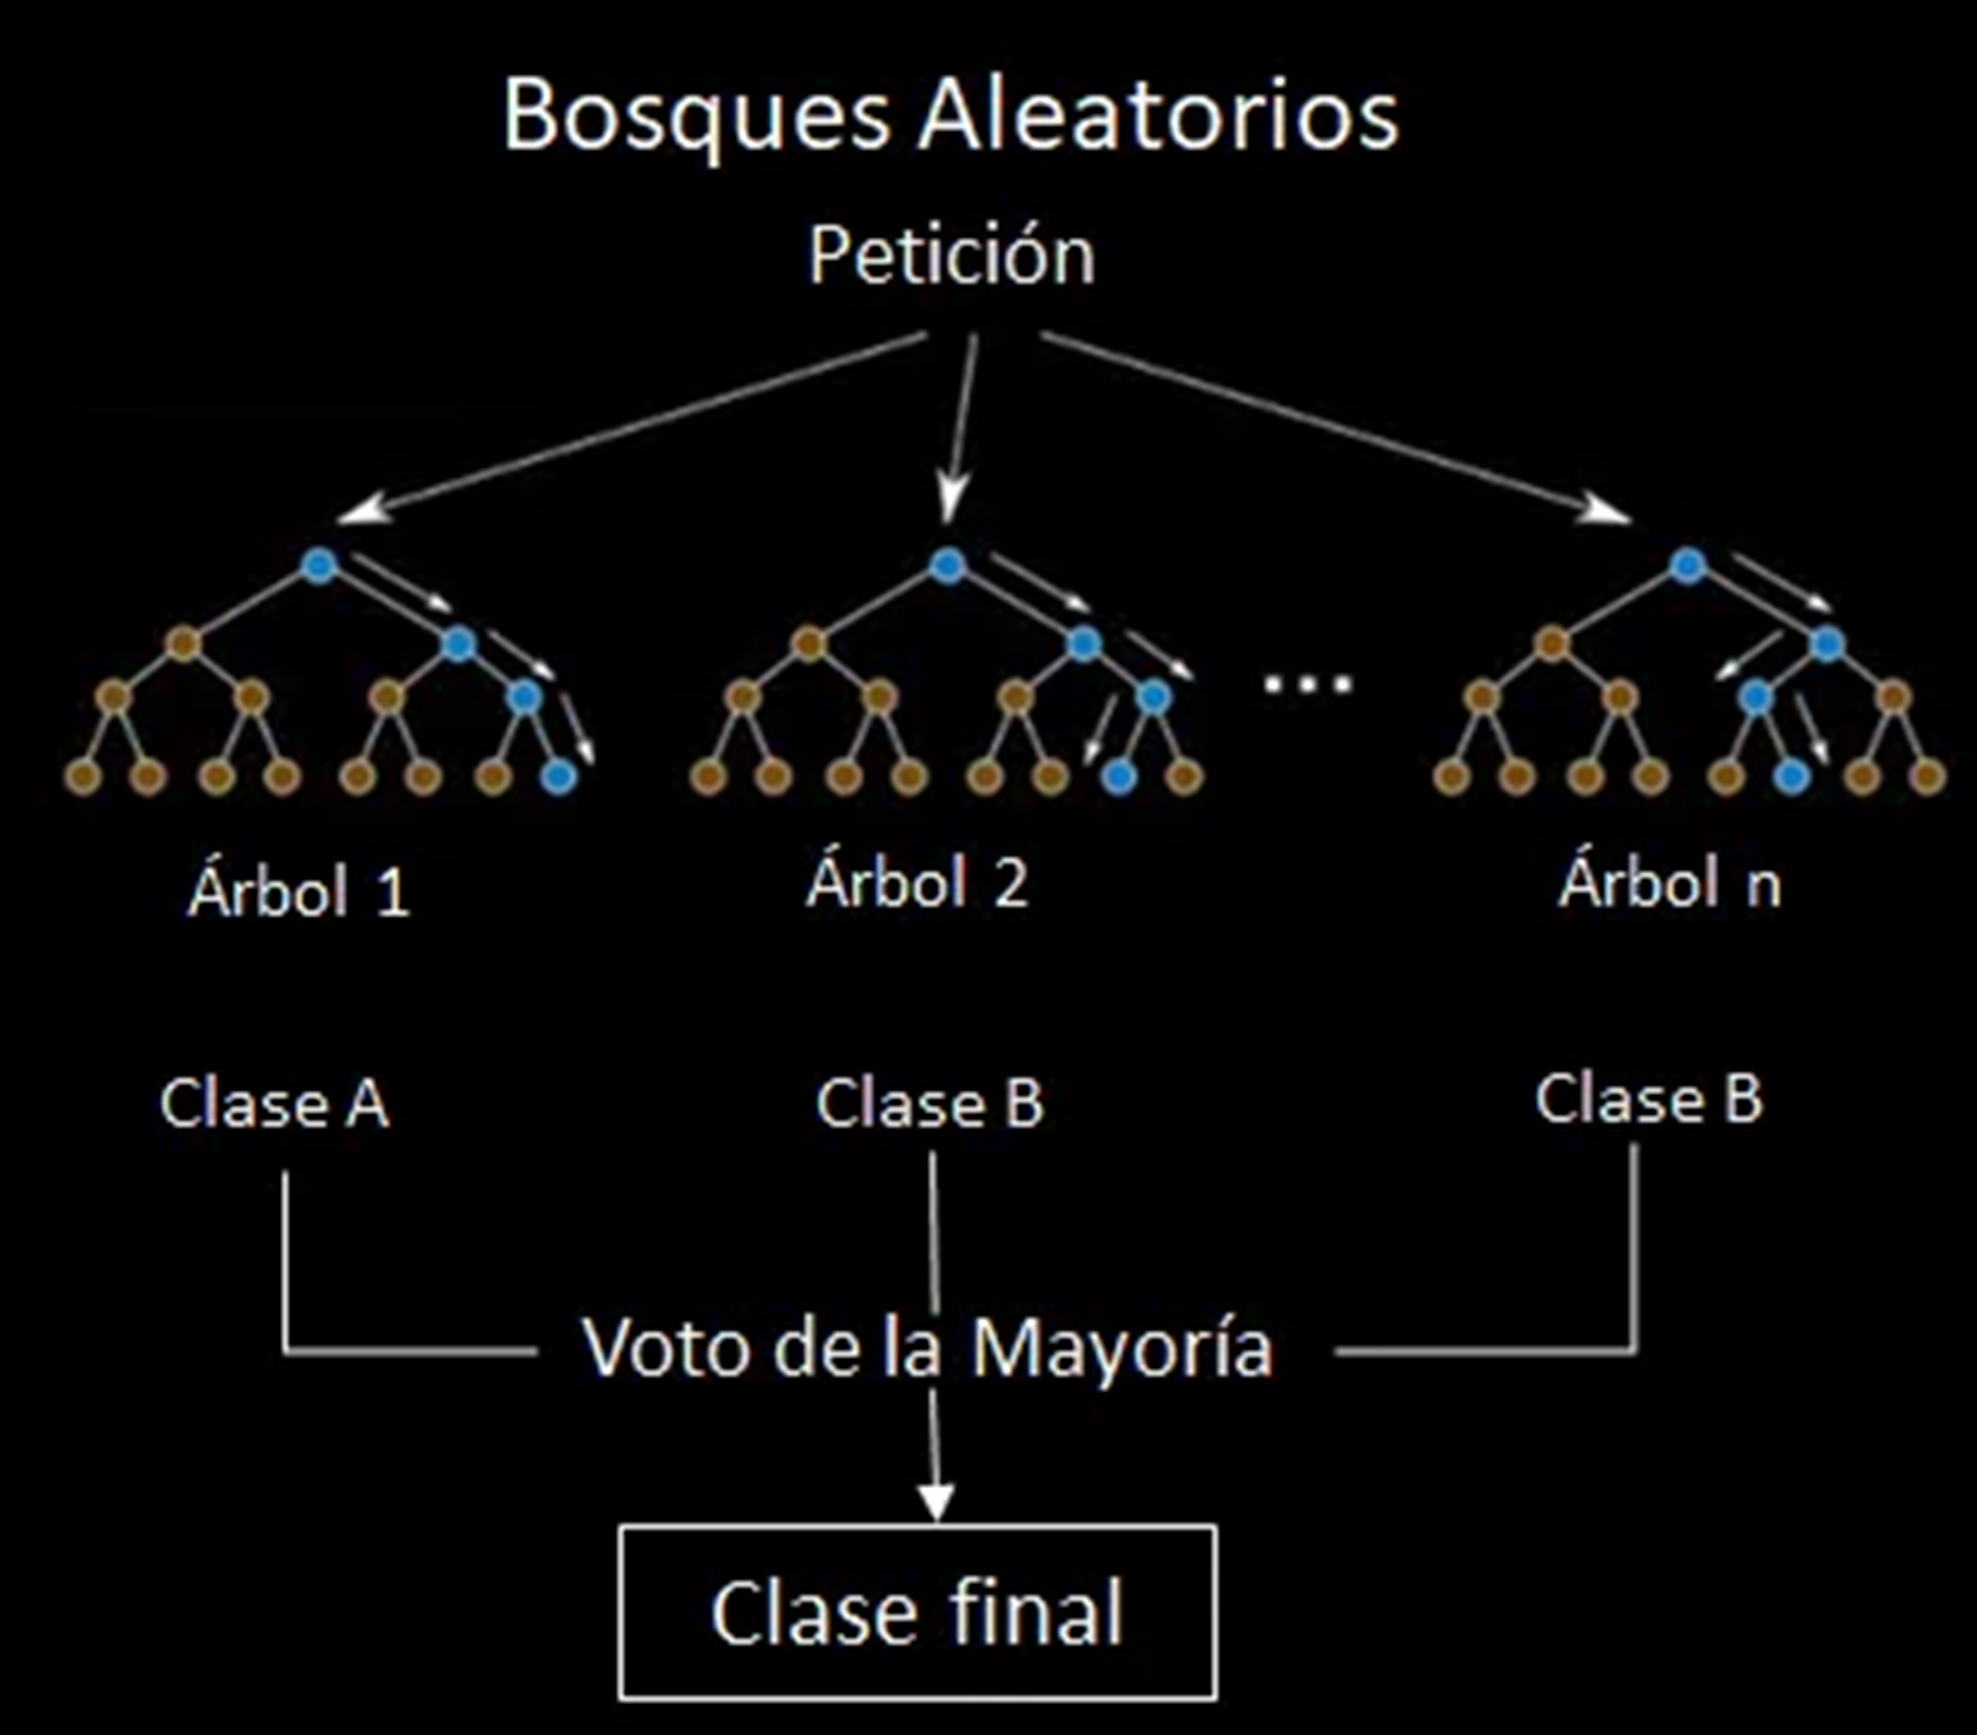 Bosques Aleatorios
Petición
...
Árbol 1
Árbol 2
Árbol n
Clase A
Clase B
Clase B
Voto de la Mayoría
Clase final